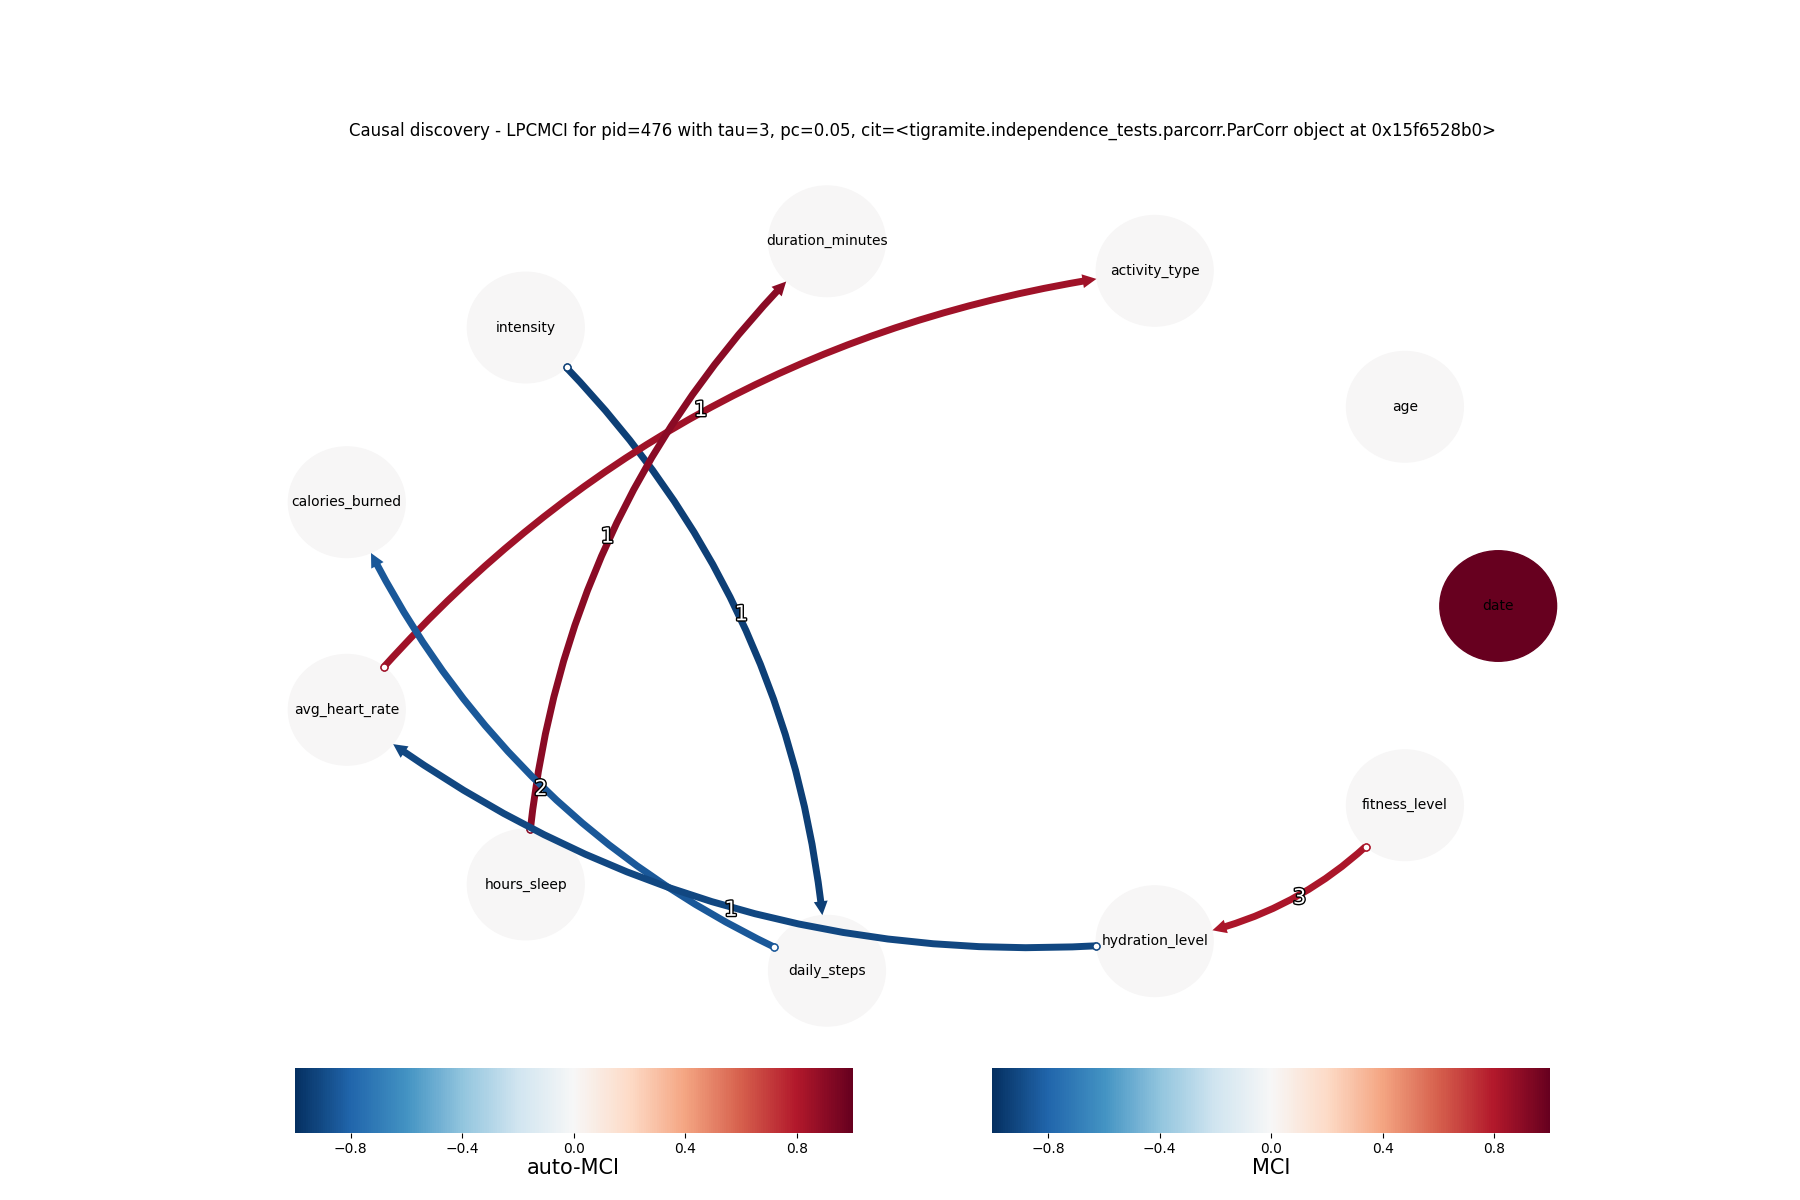 Causal discovery - LPCMCI for pid=476 with tau=3, pc=0.05, cit=<tigramite.independence_tests.parcorr.ParCorr object at 0x15f6528b0>
duration_minutes
activity_type
intensity
age
1
calories_burned
1
date
1
avg_heart_rate
2
fitness_level
hours_sleep
3
1
hydration_level
daily_steps
−0.8 −0.4 0.0 0.4 0.8
auto-MCI
−0.8 −0.4 0.0 0.4 0.8
MCI